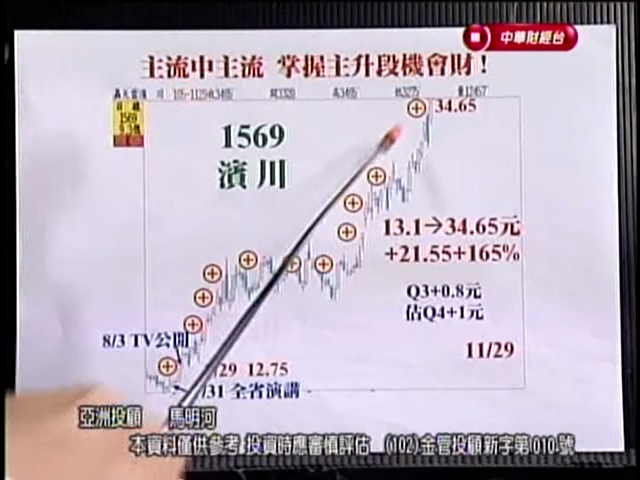 中華財經台
主流中主流 掌握主升段機會財！
日線
1569
34.65
1569
濱川
13.1→34.65元
+21.55+165%
Q3+0.8元
估Q4+1元
8/3 TV公開
11/29
/29 12.75
/31 全省演講
亞洲投顧 馬明河
本資料僅供參考 投資時應審慎評估 (102)金管投顧新字第010號